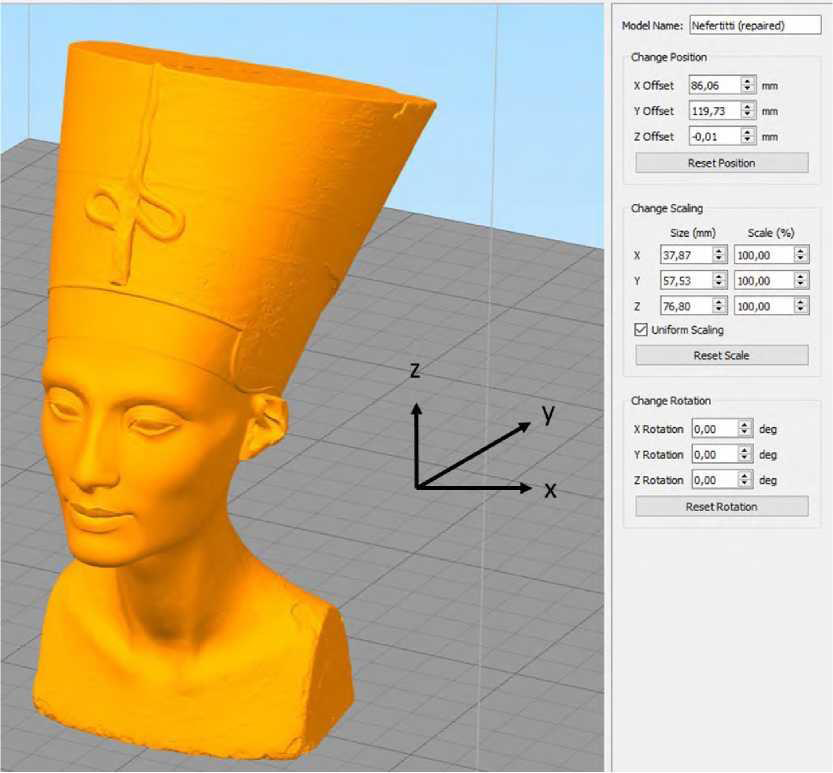 Model Name: Nefertitti (repaired)
Change Position
X Offset 86,06 mm
Y Offset 119,73 mm
Z Offset -0,01 mm
Reset Position
Change Scaling
Size (mm) Scale (%)
X 37,87 100,00
Y 57,53 100,00
Z 76,80 100,00
Uniform Scaling
Reset Scale
Change Rotation
X Rotation 0,00 deg
Y Rotation 0,00 deg
Z Rotation 0,00 deg
Reset Rotation
z
y
x